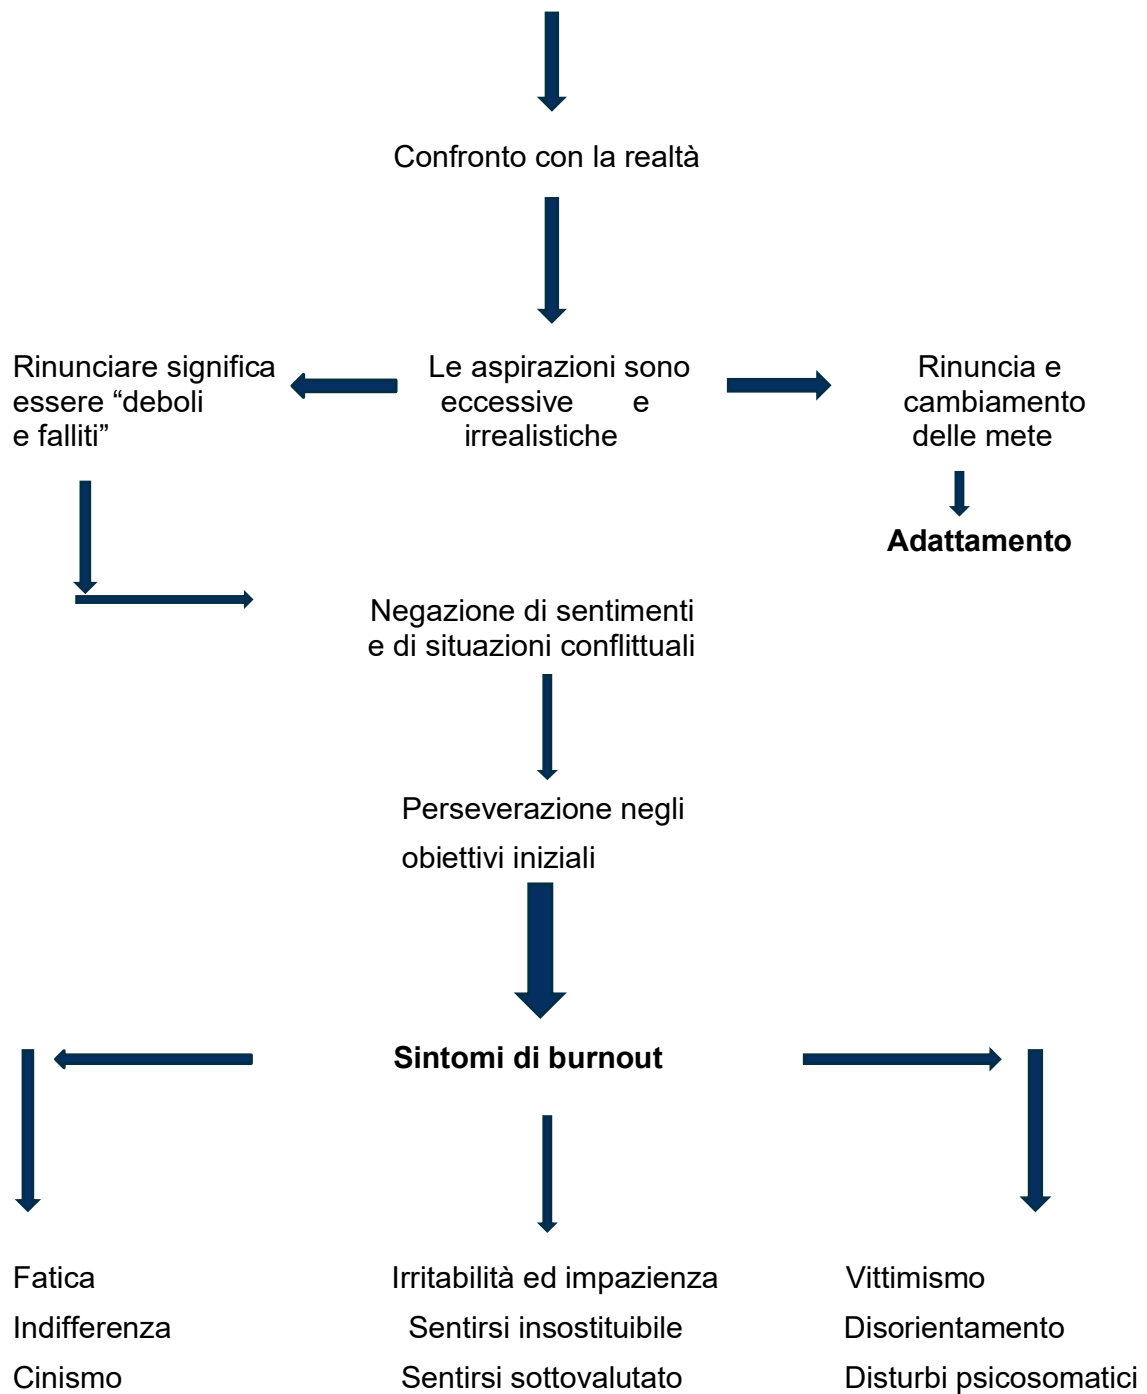 Confronto con la realtà
Rinunciare significa
essere “deboli
e falliti”
Le aspirazioni sono
eccessive e
irrealistiche
Rinuncia e
cambiamento
delle mete
Adattamento
Negazione di sentimenti
e di situazioni conflittuali
Perseverazione negli
obiettivi iniziali
Sintomi di burnout
Fatica
Indifferenza
Cinismo
Irritabilità ed impazienza
Sentirsi insostituibile
Sentirsi sottovalutato
Vittimismo
Disorientamento
Disturbi psicosomatici